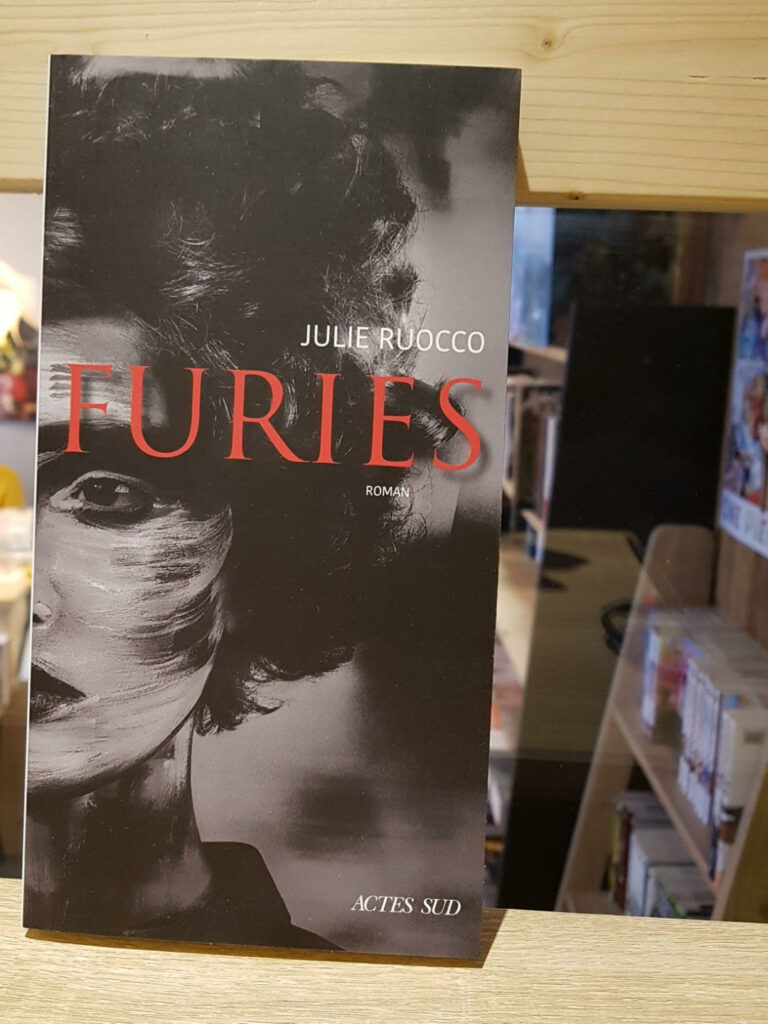 JULIE RUOCCO
FURIES
ROMAN
ACTES SUD